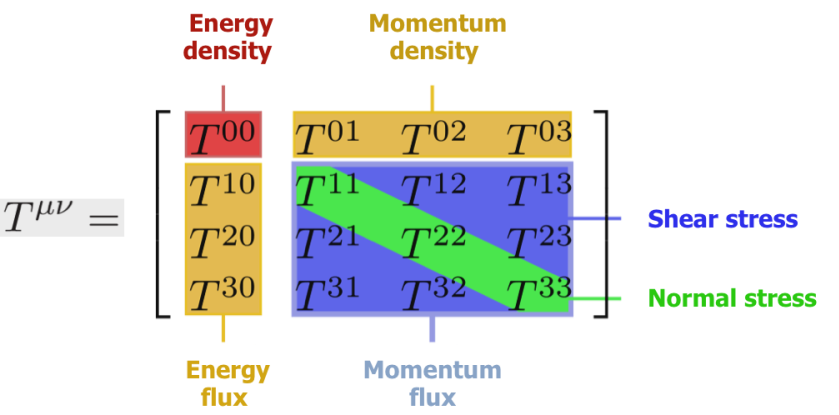 Energy
density
Momentum
density
T^{μν} =
T^{00} T^{01} T^{02} T^{03}
T^{10} T^{11} T^{12} T^{13}
T^{20} T^{21} T^{22} T^{23}
T^{30} T^{31} T^{32} T^{33}
Shear stress
Normal stress
Energy
flux
Momentum
flux